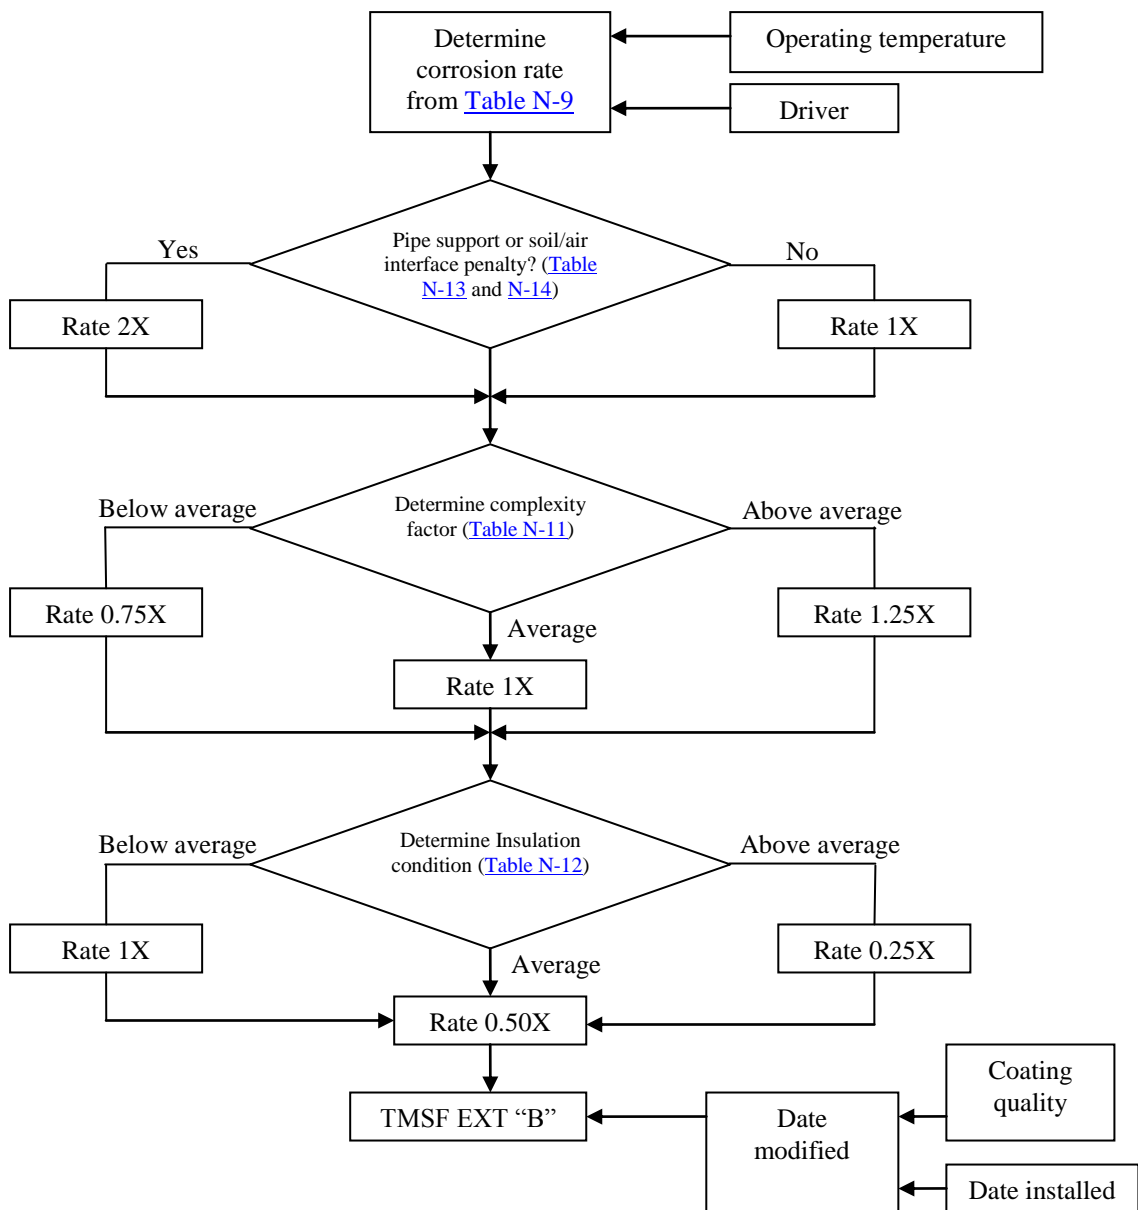 Determine
corrosion rate
from Table N-9
Operating temperature
Driver
Pipe support or soil/air
interface penalty? (Table
N-13 and N-14)
Yes
No
Rate 2X
Rate 1X
Determine complexity
factor (Table N-11)
Below average
Above average
Rate 0.75X
Average
Rate 1X
Rate 1.25X
Determine Insulation
condition (Table N-12)
Below average
Above average
Rate 1X
Average
Rate 0.50X
Rate 0.25X
TMSF EXT “B”
Date
modified
Coating
quality
Date installed